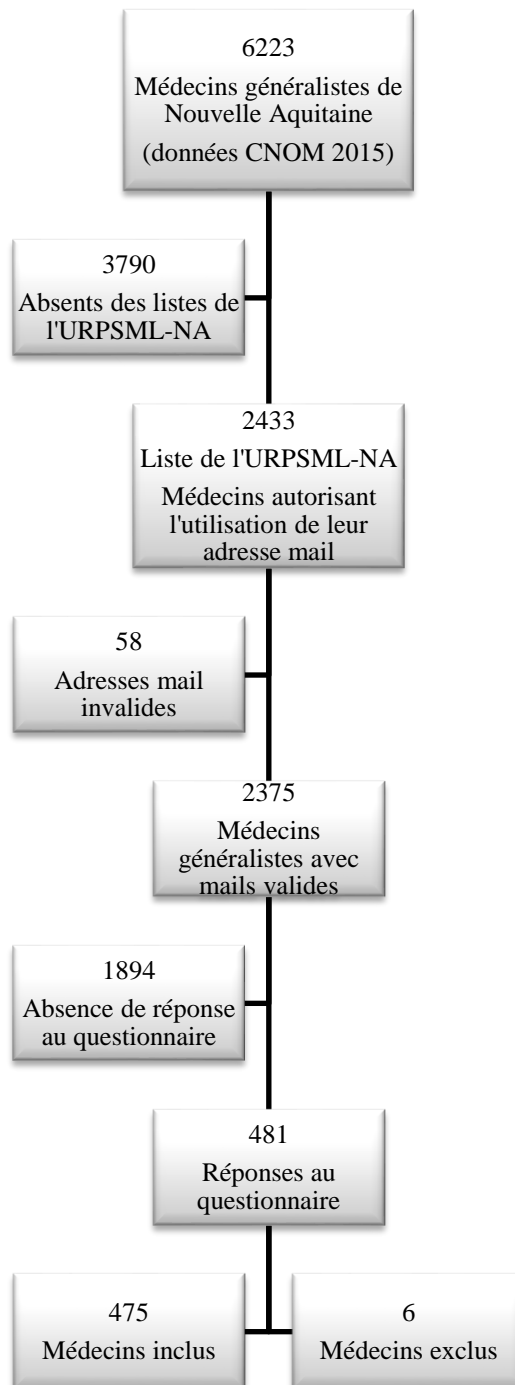 6223
Médecins généralistes de
Nouvelle Aquitaine
(données CNOM 2015)
3790
Absents des listes de
l'URPSML-NA
2433
Liste de l'URPSML-NA
Médecins autorisant
l'utilisation de leur
adresse mail
58
Adresses mail
invalides
2375
Médecins
généralistes avec
mails valides
1894
Absence de réponse
au questionnaire
481
Réponses au
questionnaire
475
Médecins inclus
6
Médecins exclus